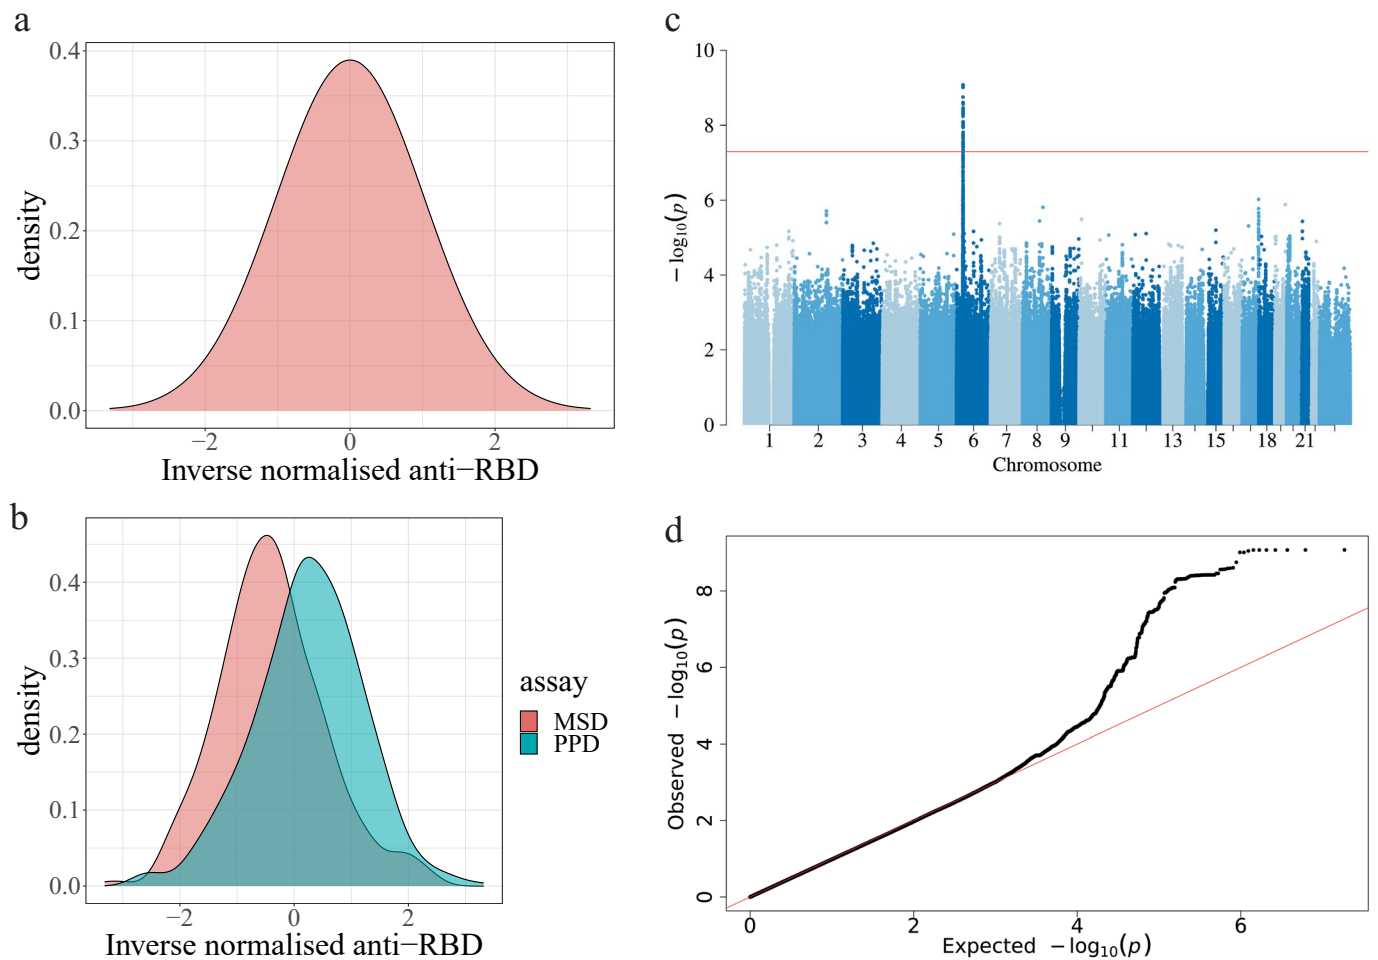 a
0.4
0.3
0.2
0.1
0.0
density
−2 0 2
Inverse normalised anti−RBD
b
0.4
0.3
0.2
0.1
0.0
density
−2 0 2
Inverse normalised anti−RBD
assay
MSD
PPD
c
10
8
6
4
2
0
− log10(p)
1 2 3 4 5 6 7 8 9 11 13 15 18 21
Chromosome
d
8
6
4
2
0
Observed −log10(p)
0 2 4 6
Expected −log10(p)